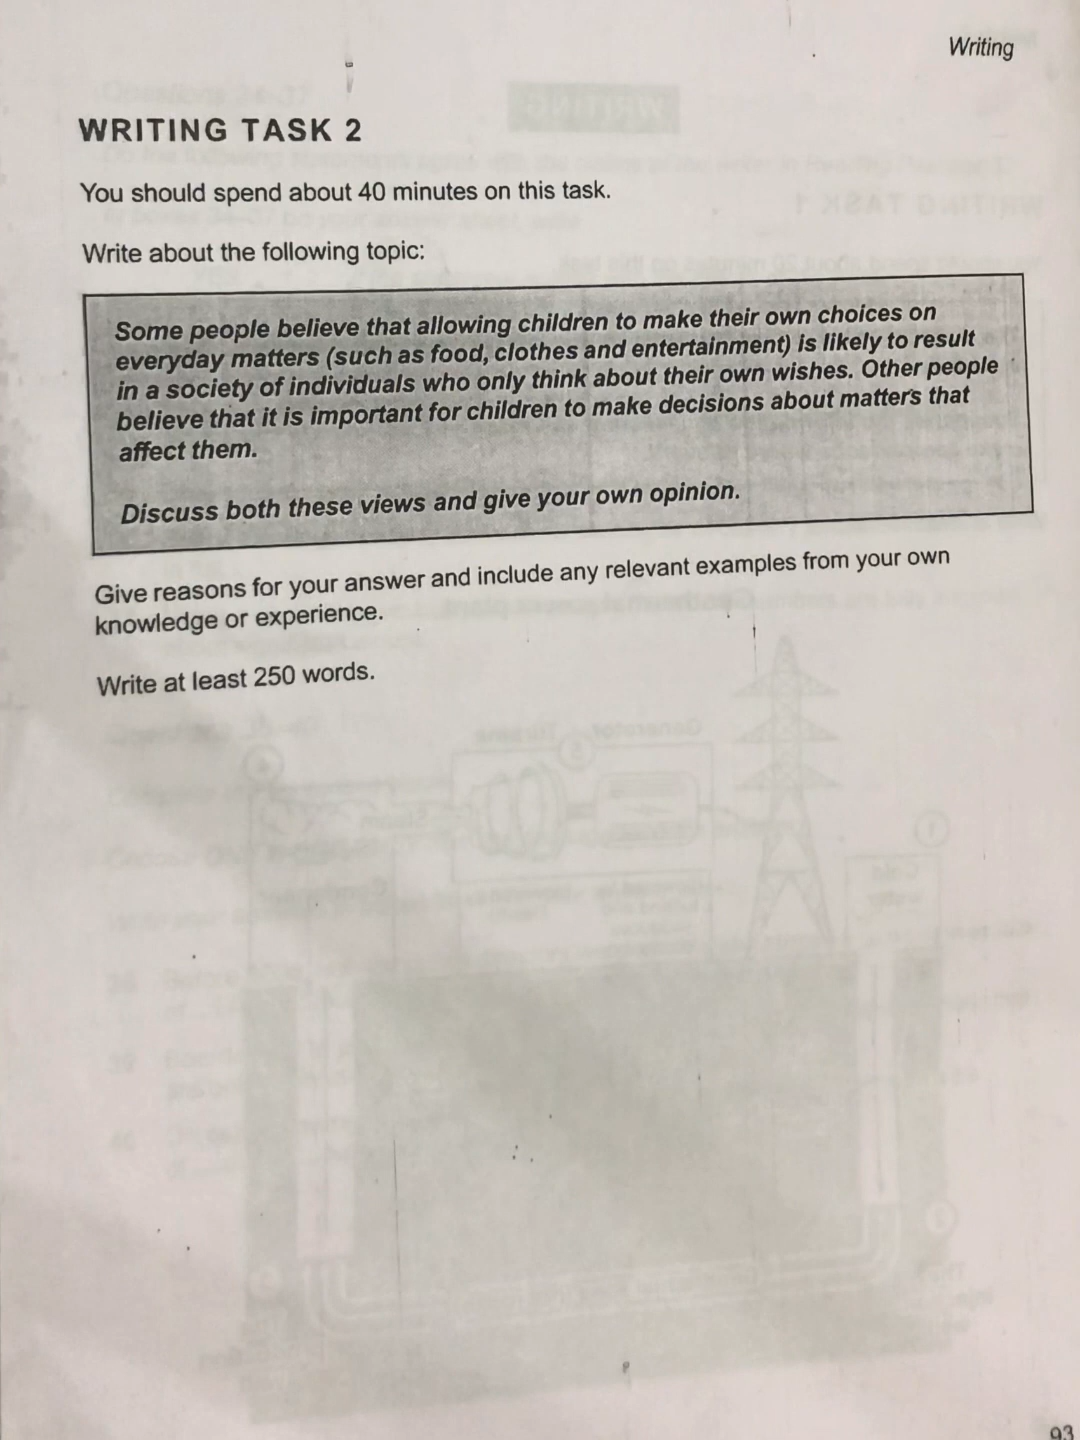 Writing
WRITING TASK 2
You should spend about 40 minutes on this task.
Write about the following topic:
Some people believe that allowing children to make their own choices on
everyday matters (such as food, clothes and entertainment) is likely to result
in a society of individuals who only think about their own wishes. Other people
believe that it is important for children to make decisions about matters that
affect them.
Discuss both these views and give your own opinion.
Give reasons for your answer and include any relevant examples from your own
knowledge or experience.
Write at least 250 words.
93